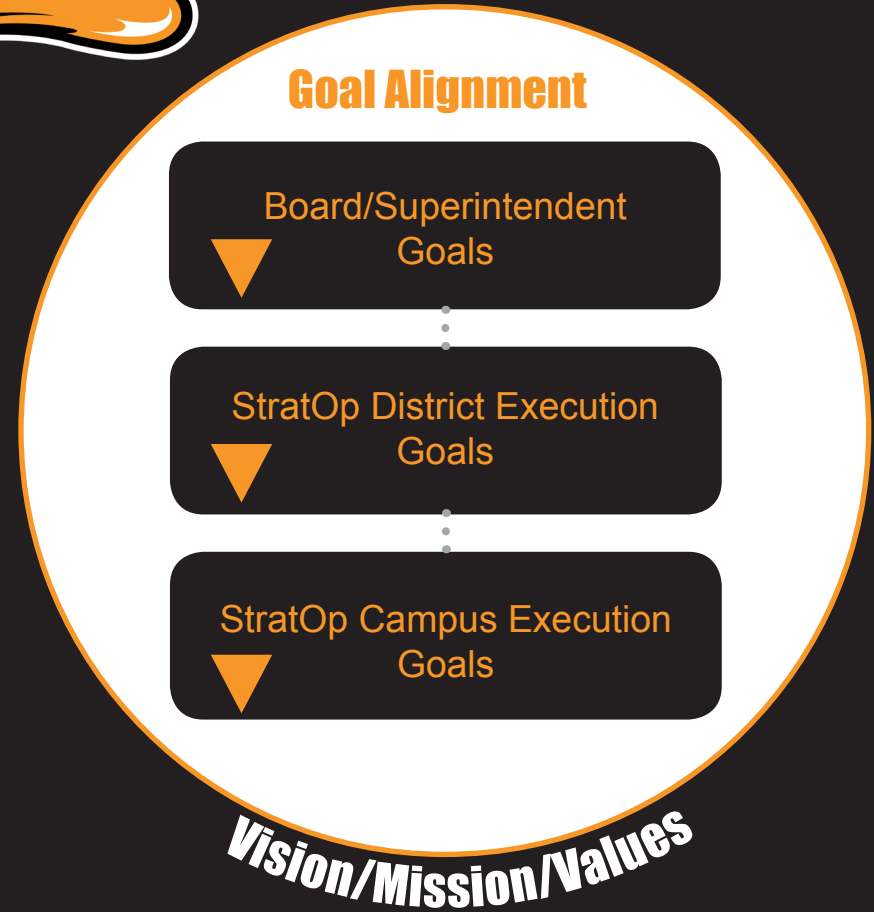 Goal Alignment
Board/Superintendent
Goals
StratOp District Execution
Goals
StratOp Campus Execution
Goals
Vision/Mission/Values